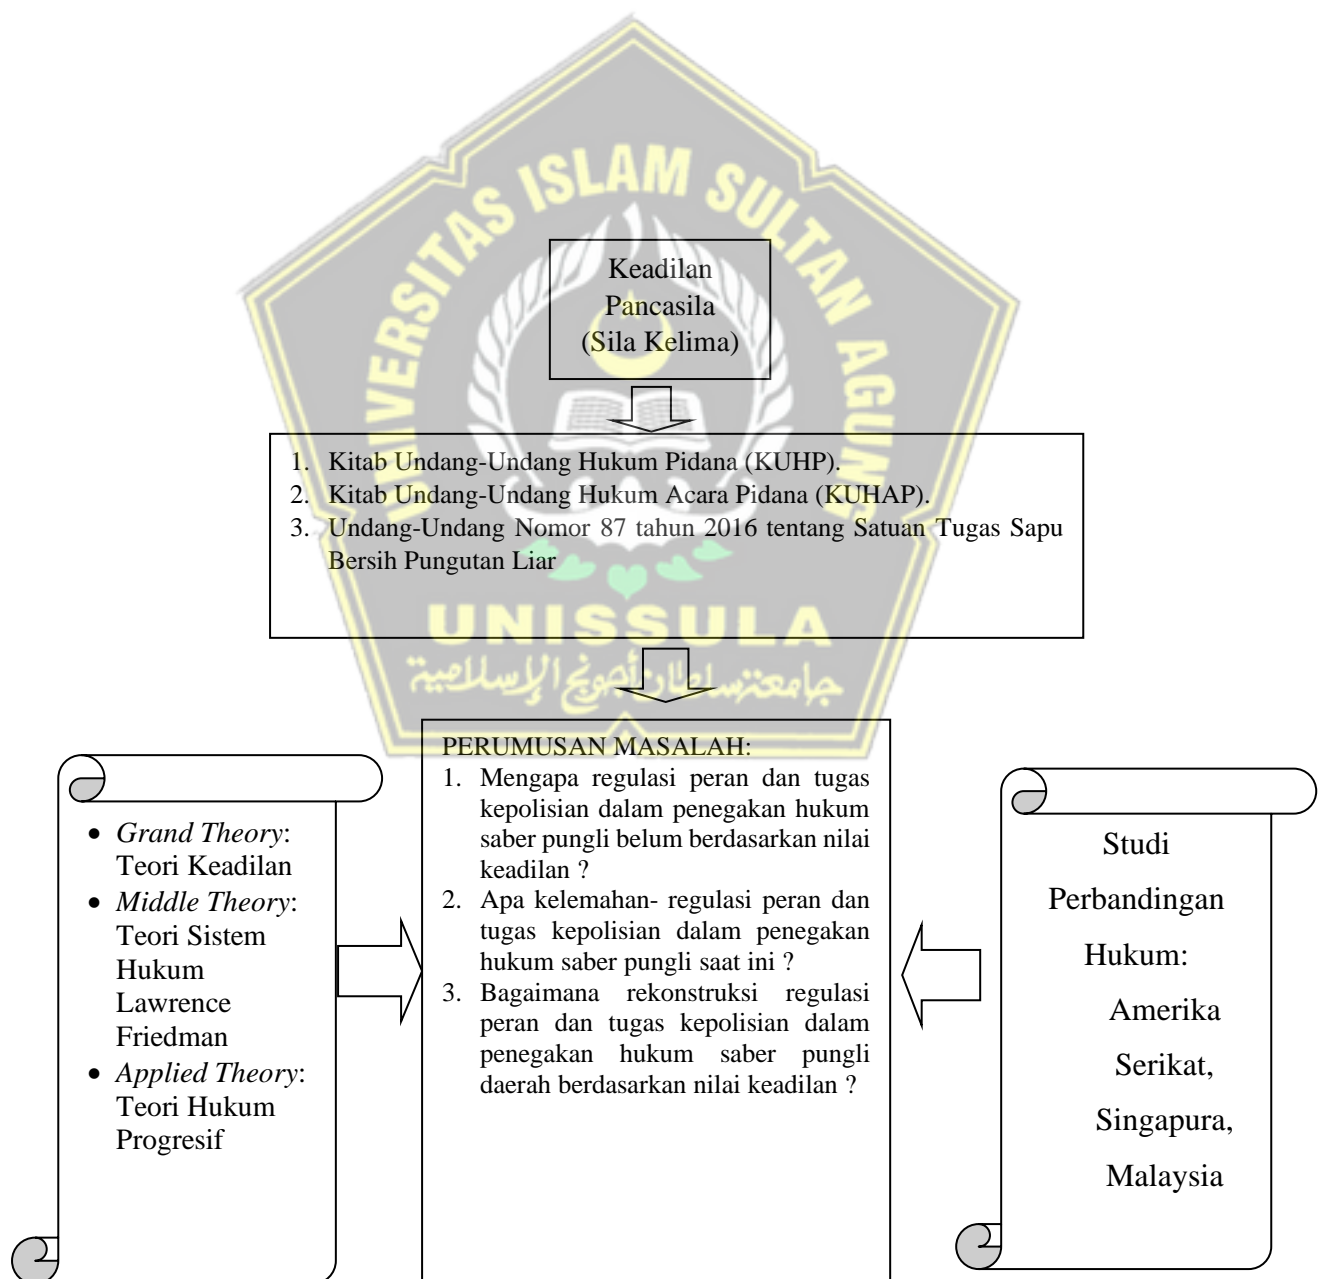 UNIVERSITAS ISLAM SULTAN AGUNG
Keadilan
Pancasila
(Sila Kelima)
1. Kitab Undang-Undang Hukum Pidana (KUHP).
2. Kitab Undang-Undang Hukum Acara Pidana (KUHAP).
3. Undang-Undang Nomor 87 tahun 2016 tentang Satuan Tugas Sapu
Bersih Pungutan Liar
UNISSULA
جامعة سلطان أجونج الإسلامية
• Grand Theory:
Teori Keadilan
• Middle Theory:
Teori Sistem
Hukum
Lawrence
Friedman
• Applied Theory:
Teori Hukum
Progresif
PERUMUSAN MASALAH:
1. Mengapa regulasi peran dan tugas
kepolisian dalam penegakan hukum
saber pungli belum berdasarkan nilai
keadilan ?
2. Apa kelemahan- regulasi peran dan
tugas kepolisian dalam penegakan
hukum saber pungli saat ini ?
3. Bagaimana rekonstruksi regulasi
peran dan tugas kepolisian dalam
penegakan hukum saber pungli
daerah berdasarkan nilai keadilan ?
Studi
Perbandingan
Hukum:
Amerika
Serikat,
Singapura,
Malaysia